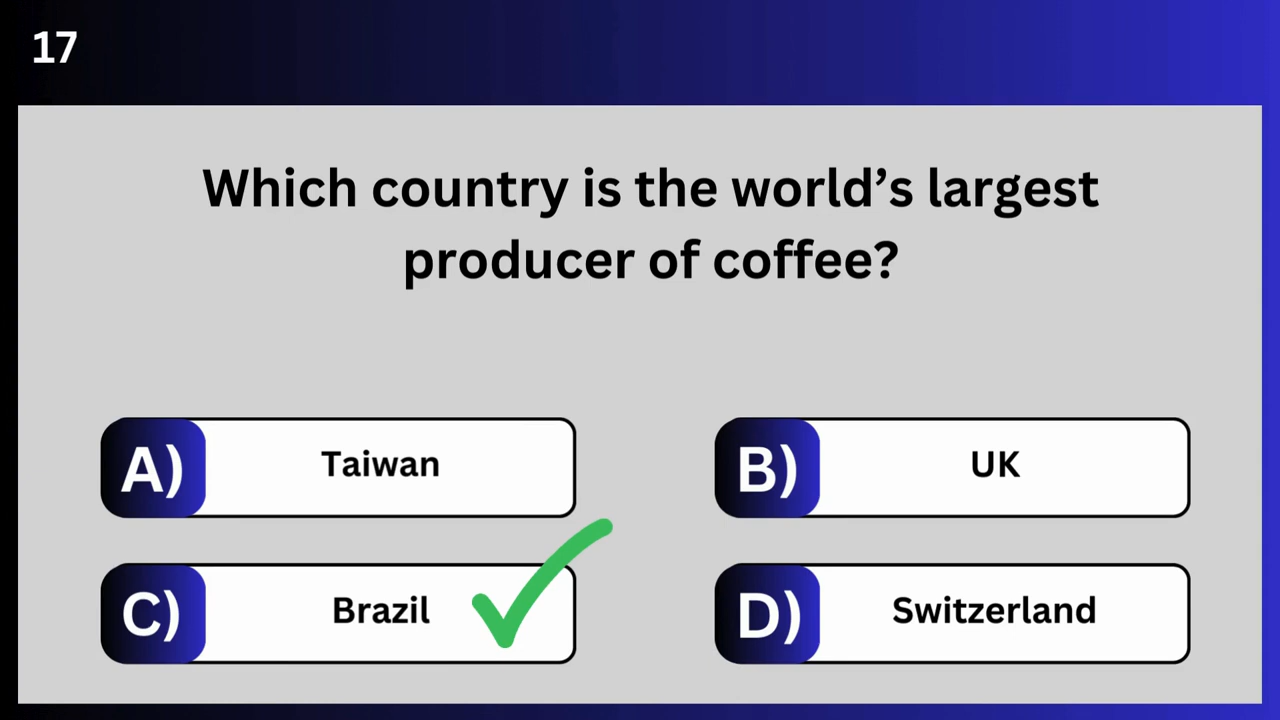 17
Which country is the world’s largest
producer of coffee?
A) Taiwan
B) UK
C) Brazil
D) Switzerland